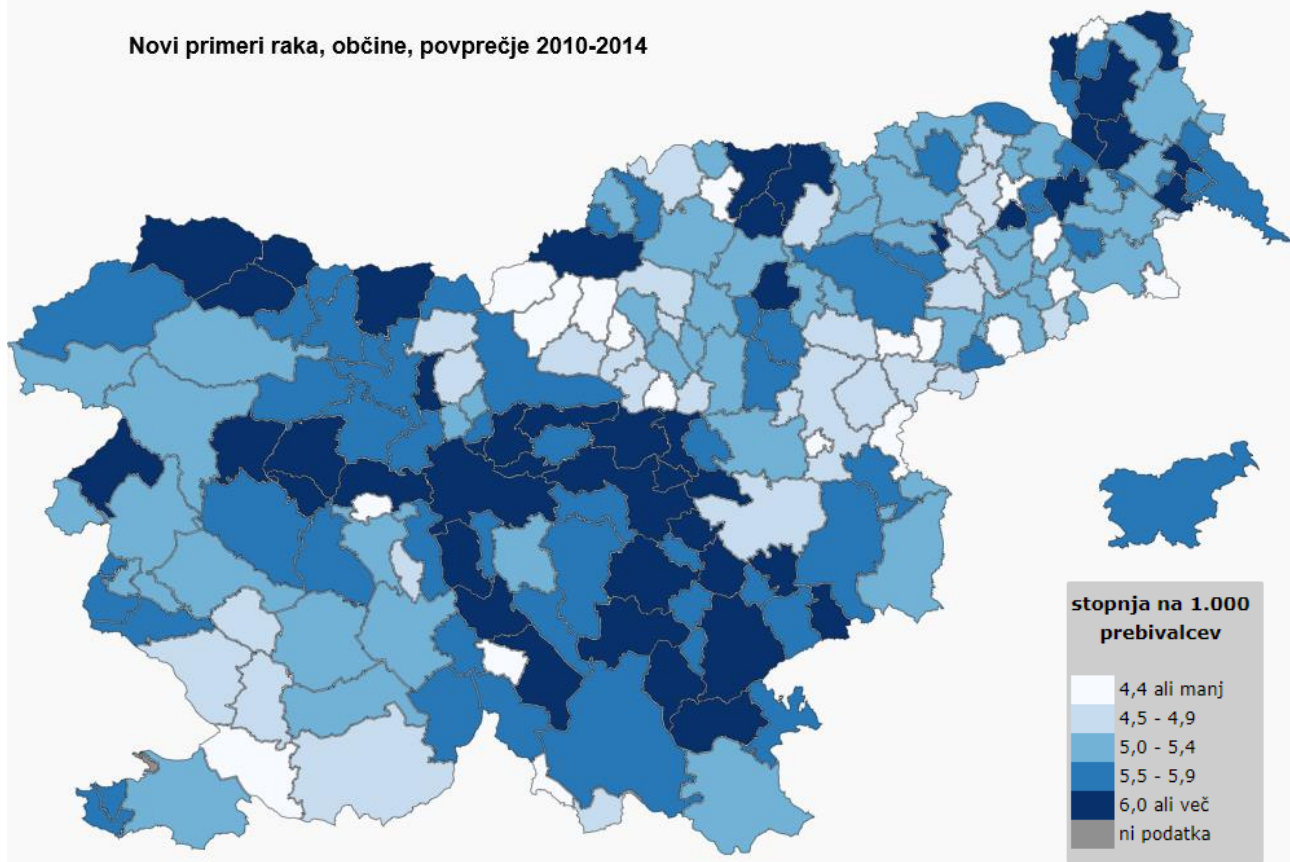 Novi primeri raka, občine, povprečje 2010-2014
stopnja na 1.000
prebivalcev
4,4 ali manj
4,5 - 4,9
5,0 - 5,4
5,5 - 5,9
6,0 ali več
ni podatka